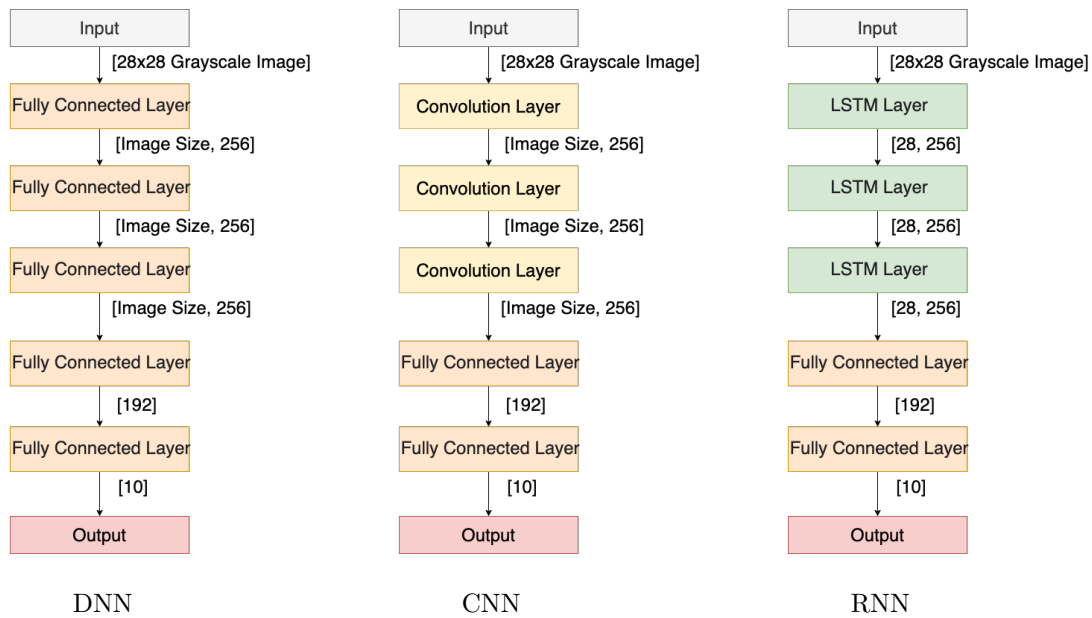 Input
[28x28 Grayscale Image]
Fully Connected Layer
[Image Size, 256]
Fully Connected Layer
[Image Size, 256]
Fully Connected Layer
[Image Size, 256]
Fully Connected Layer
[192]
Fully Connected Layer
[10]
Output
DNN
Input
[28x28 Grayscale Image]
Convolution Layer
[Image Size, 256]
Convolution Layer
[Image Size, 256]
Convolution Layer
[Image Size, 256]
Fully Connected Layer
[192]
Fully Connected Layer
[10]
Output
CNN
Input
[28x28 Grayscale Image]
LSTM Layer
[28, 256]
LSTM Layer
[28, 256]
LSTM Layer
[28, 256]
Fully Connected Layer
[192]
Fully Connected Layer
[10]
Output
RNN